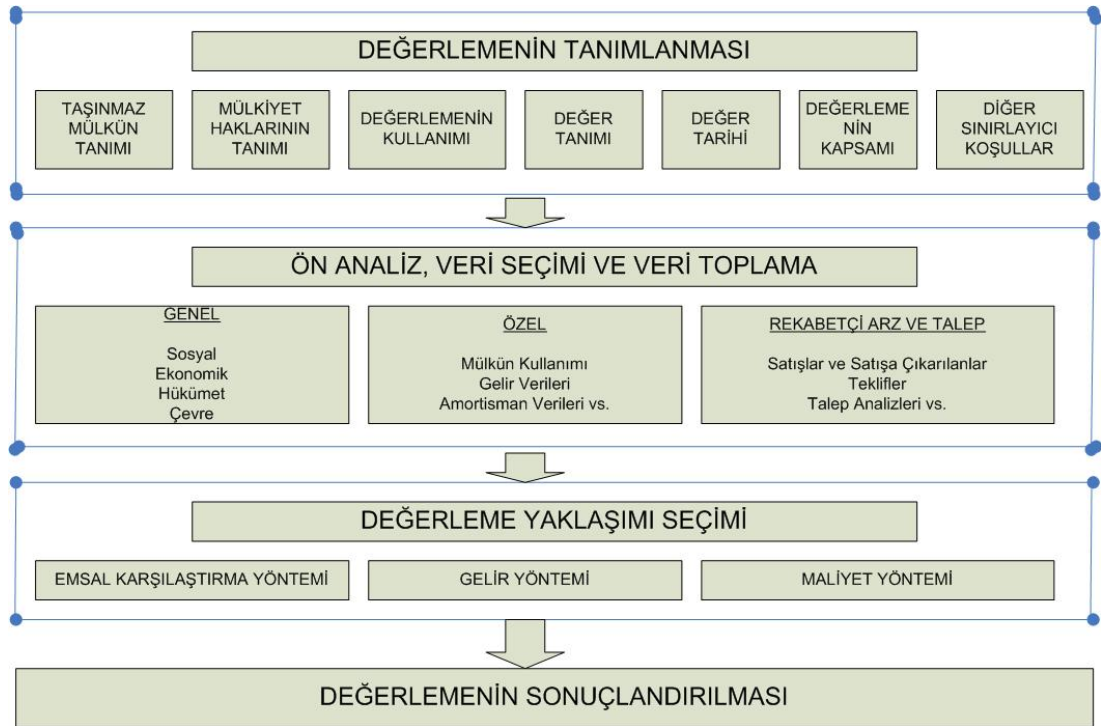 DEĞERLEMENİN TANIMLANMASI
TAŞINMAZ
MÜLKÜN
TANIMI
MÜLKİYET
HAKLARININ
TANIMI
DEĞERLEMENİN
KULLANIMI
DEĞER
TANIMI
DEĞER
TARİHİ
DEĞERLEME
NİN
KAPSAMI
DİĞER
SINIRLAYICI
KOŞULLAR
ÖN ANALİZ, VERİ SEÇİMİ VE VERİ TOPLAMA
GENEL
Sosyal
Ekonomik
Hükümet
Çevre
ÖZEL
Mülkün Kullanımı
Gelir Verileri
Amortisman Verileri vs.
REKABETÇİ ARZ VE TALEP
Satışlar ve Satışa Çıkarılanlar
Teklifler
Talep Analizleri vs.
DEĞERLEME YAKLAŞIMI SEÇİMİ
EMSAL KARŞILAŞTIRMA YÖNTEMİ
GELİR YÖNTEMİ
MALİYET YÖNTEMİ
DEĞERLEMENİN SONUÇLANDIRILMASI